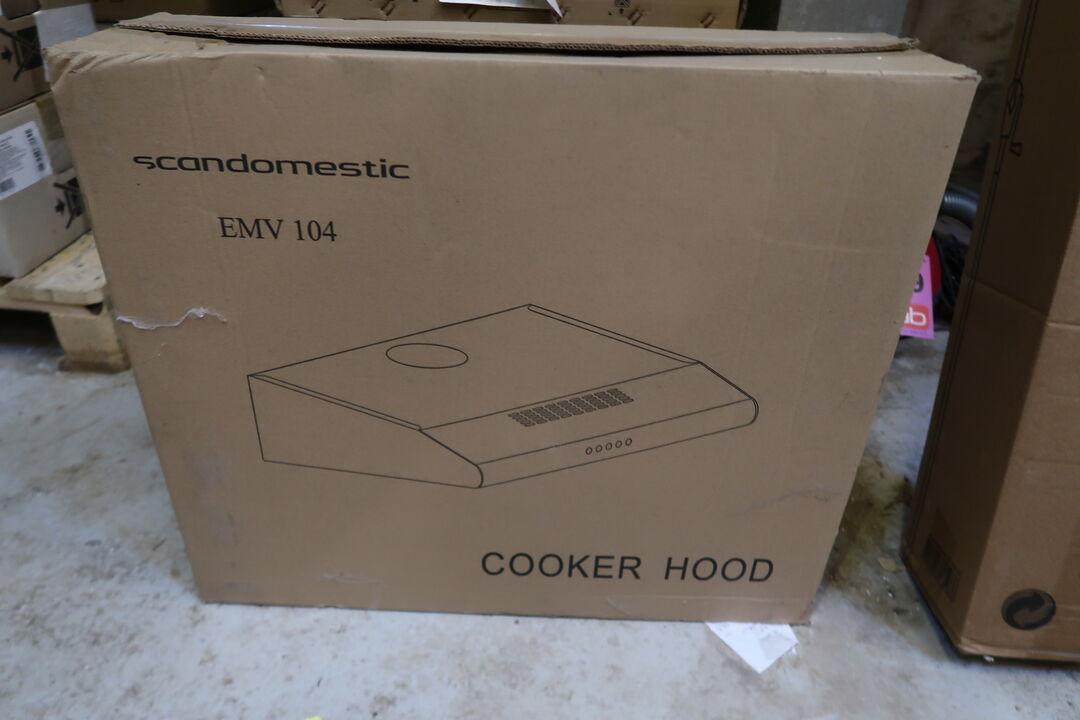 scandomestic
EMV 104
COOKER HOOD